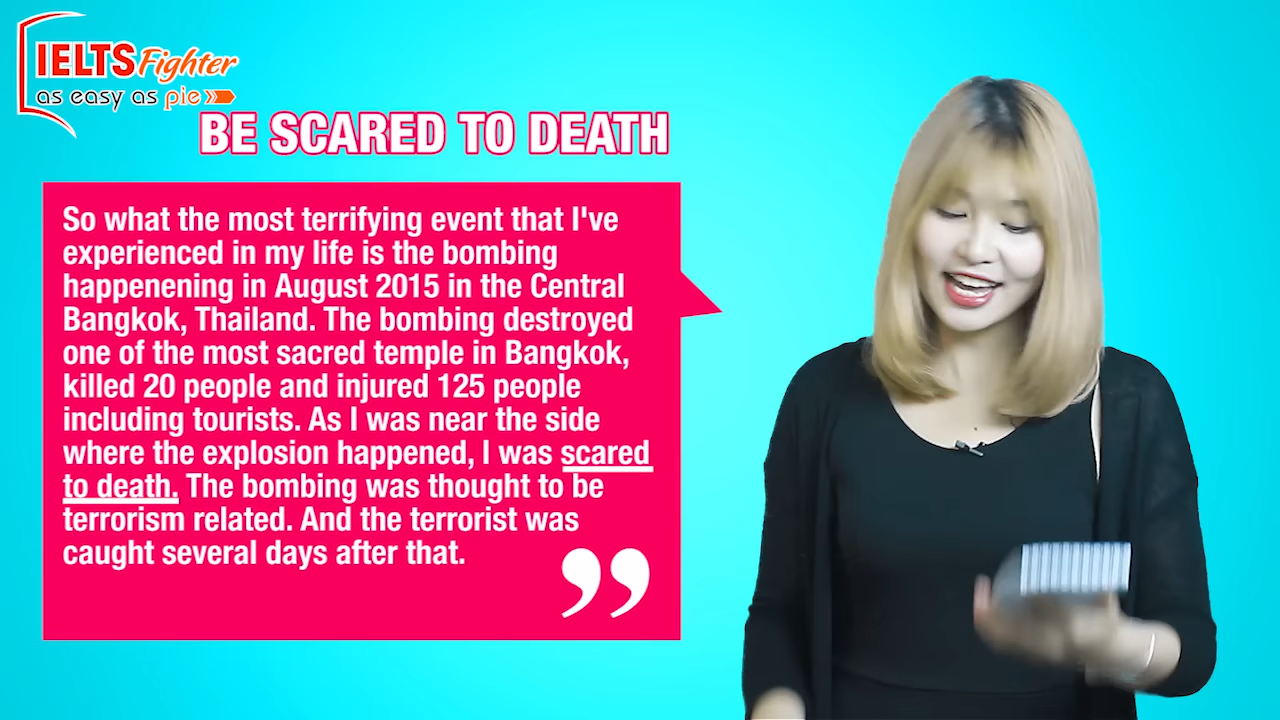 IELTS Fighter
as easy as pie
BE SCARED TO DEATH
So what the most terrifying event that I've
experienced in my life is the bombing
happenening in August 2015 in the Central
Bangkok, Thailand. The bombing destroyed
one of the most sacred temple in Bangkok,
killed 20 people and injured 125 people
including tourists. As I was near the side
where the explosion happened, I was scared
to death. The bombing was thought to be
terrorism related. And the terrorist was
caught several days after that.
”